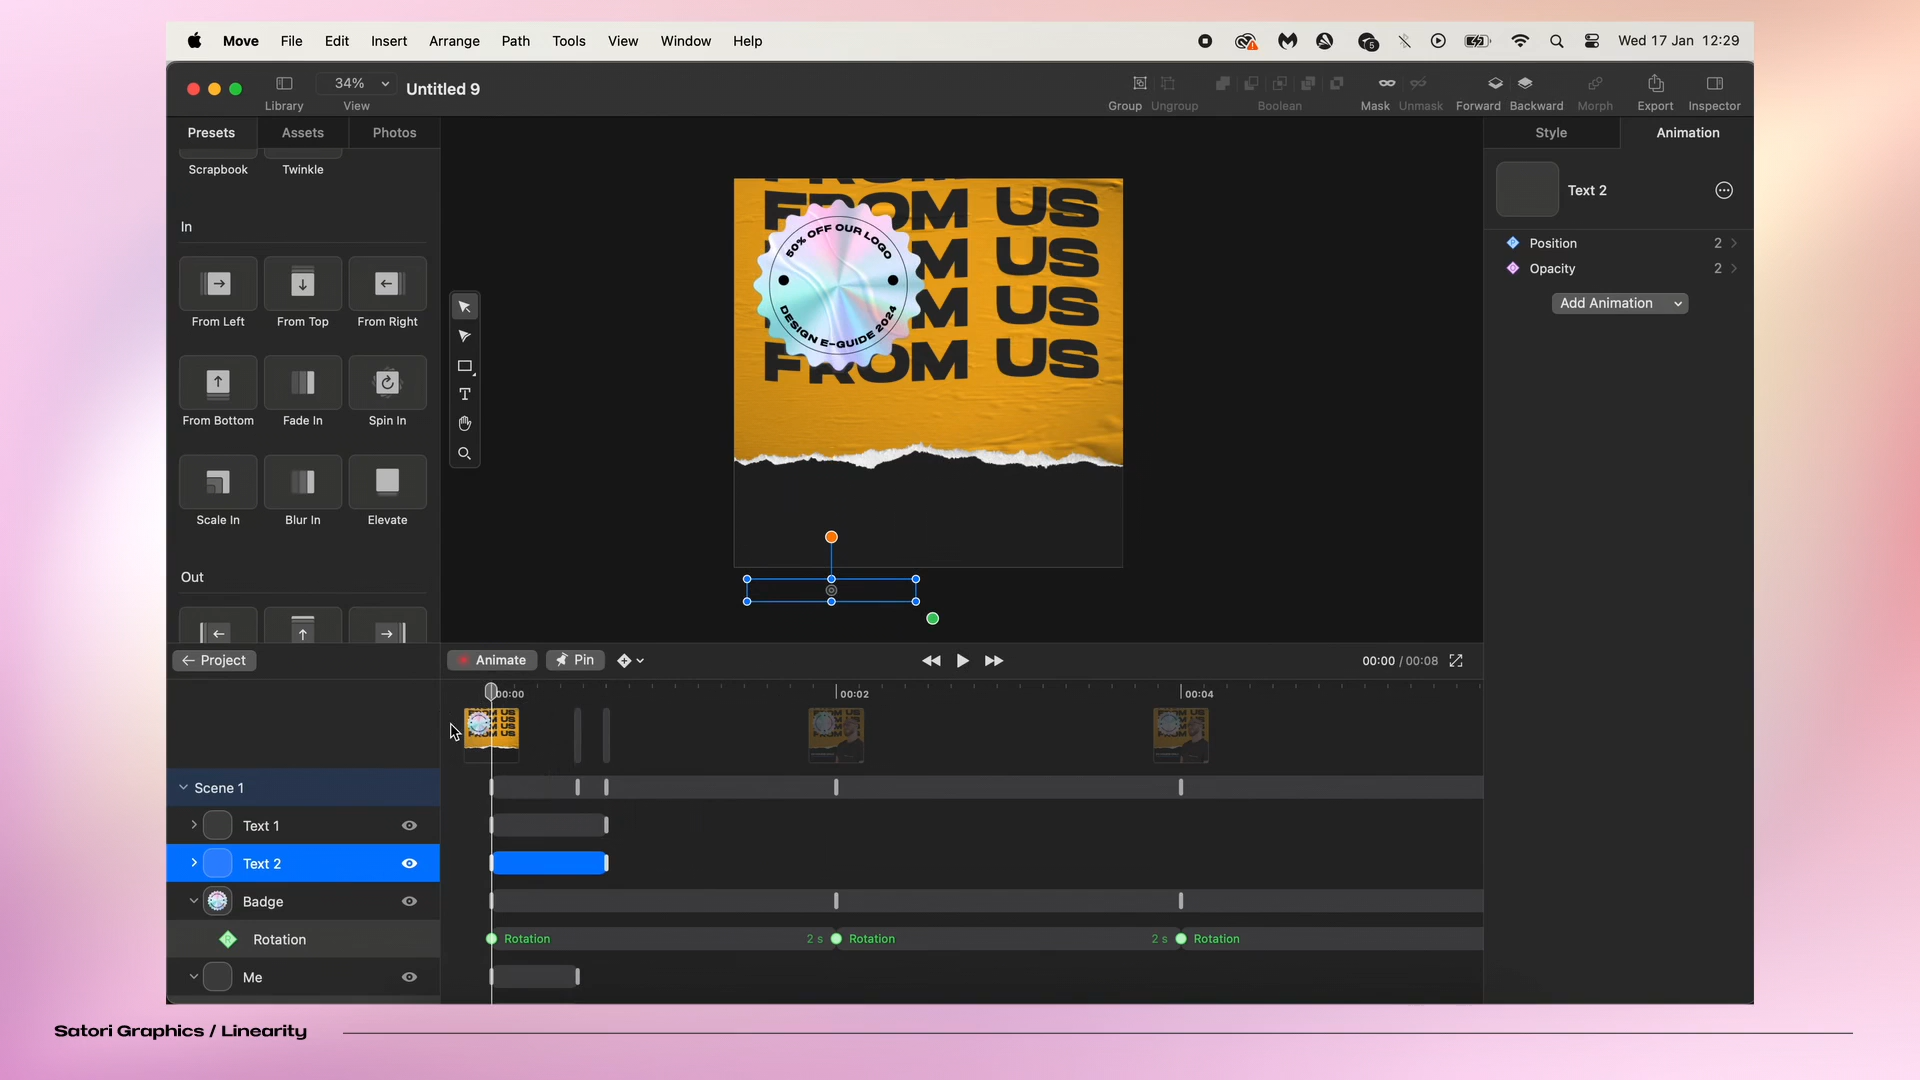 Move File Edit Insert Arrange Path Tools View Window Help
5
Wed 17 Jan 12:29
34%
Untitled 9
Library
View
Group
Ungroup
Boolean
Mask
Unmask
Forward
Backward
Morph
Export
Inspector
Presets
Assets
Photos
Scrapbook
Twinkle
In
From Left
From Top
From Right
From Bottom
Fade In
Spin In
Scale In
Blur In
Elevate
Out
T
FROM US
FROM US
FROM US
FROM US
FROM US
50% OFF OUR LOGO
DESIGN E-GUIDE 2024
Style
Animation
Text 2
Position 2
Opacity 2
Add Animation
Project
Animate
Pin
00:00 / 00:08
00:00
00:02
00:04
Scene 1
Text 1
Text 2
Badge
Rotation
Rotation
2 s
Rotation
2 s
Rotation
Me
Satori Graphics / Linearity